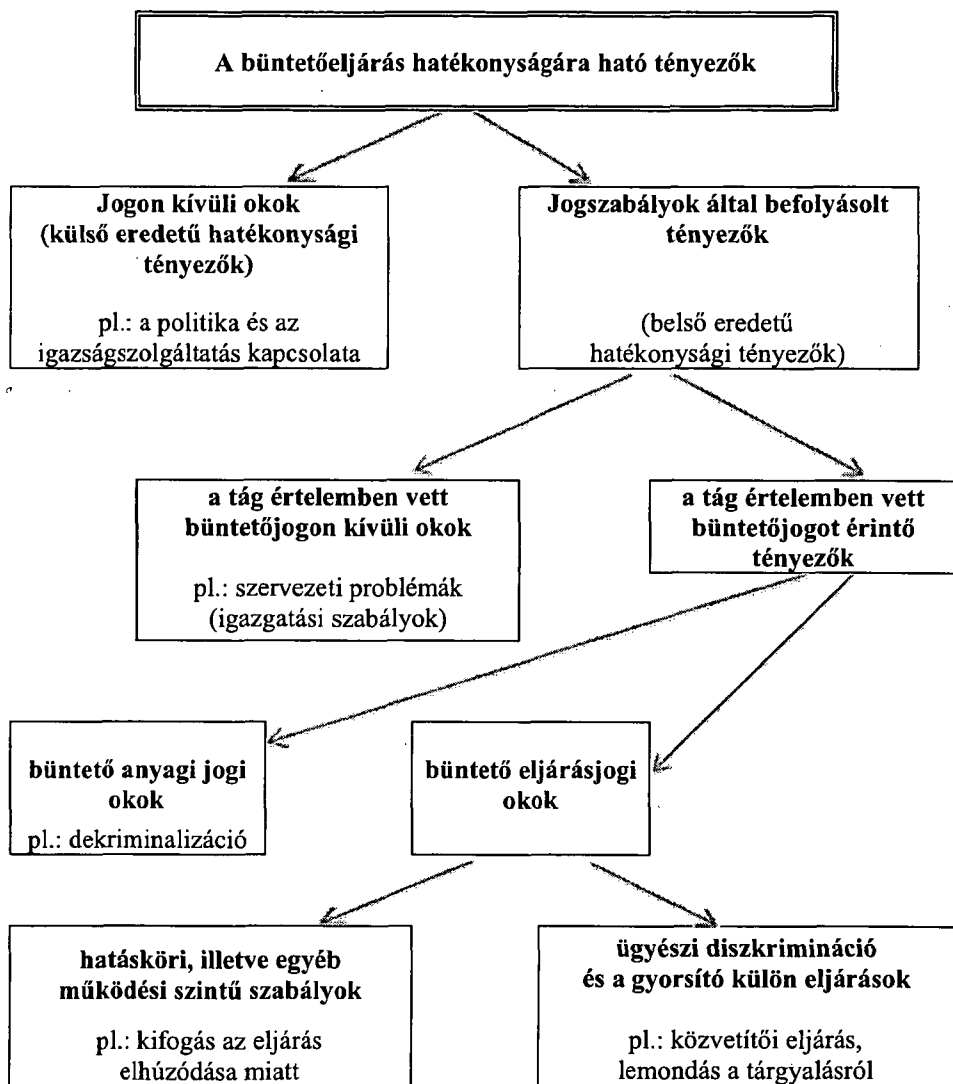 A büntetőeljárás hatékonyságára ható tényezők
Jogon kívüli okok
(külső eredetű hatékonysági
tényezők)
pl.: a politika és az
igazságszolgáltatás kapcsolata
Jogszabályok által befolyásolt
tényezők
(belső eredetű
hatékonysági tényezők)
a tág értelemben vett
büntetőjogon kívüli okok
pl.: szervezeti problémák
(igazgatási szabályok)
a tág értelemben vett
büntetőjogot érintő
tényezők
büntető anyagi jogi
okok
pl.: dekriminalizáció
büntető eljárásjogi
okok
hatásköri, illetve egyéb
működési szintű szabályok
pl.: kifogás az eljárás
elhúzódása miatt
ügyészi diszkrimináció
és a gyorsító külön eljárások
pl.: közvetítői eljárás,
lemondás a tárgyalásról